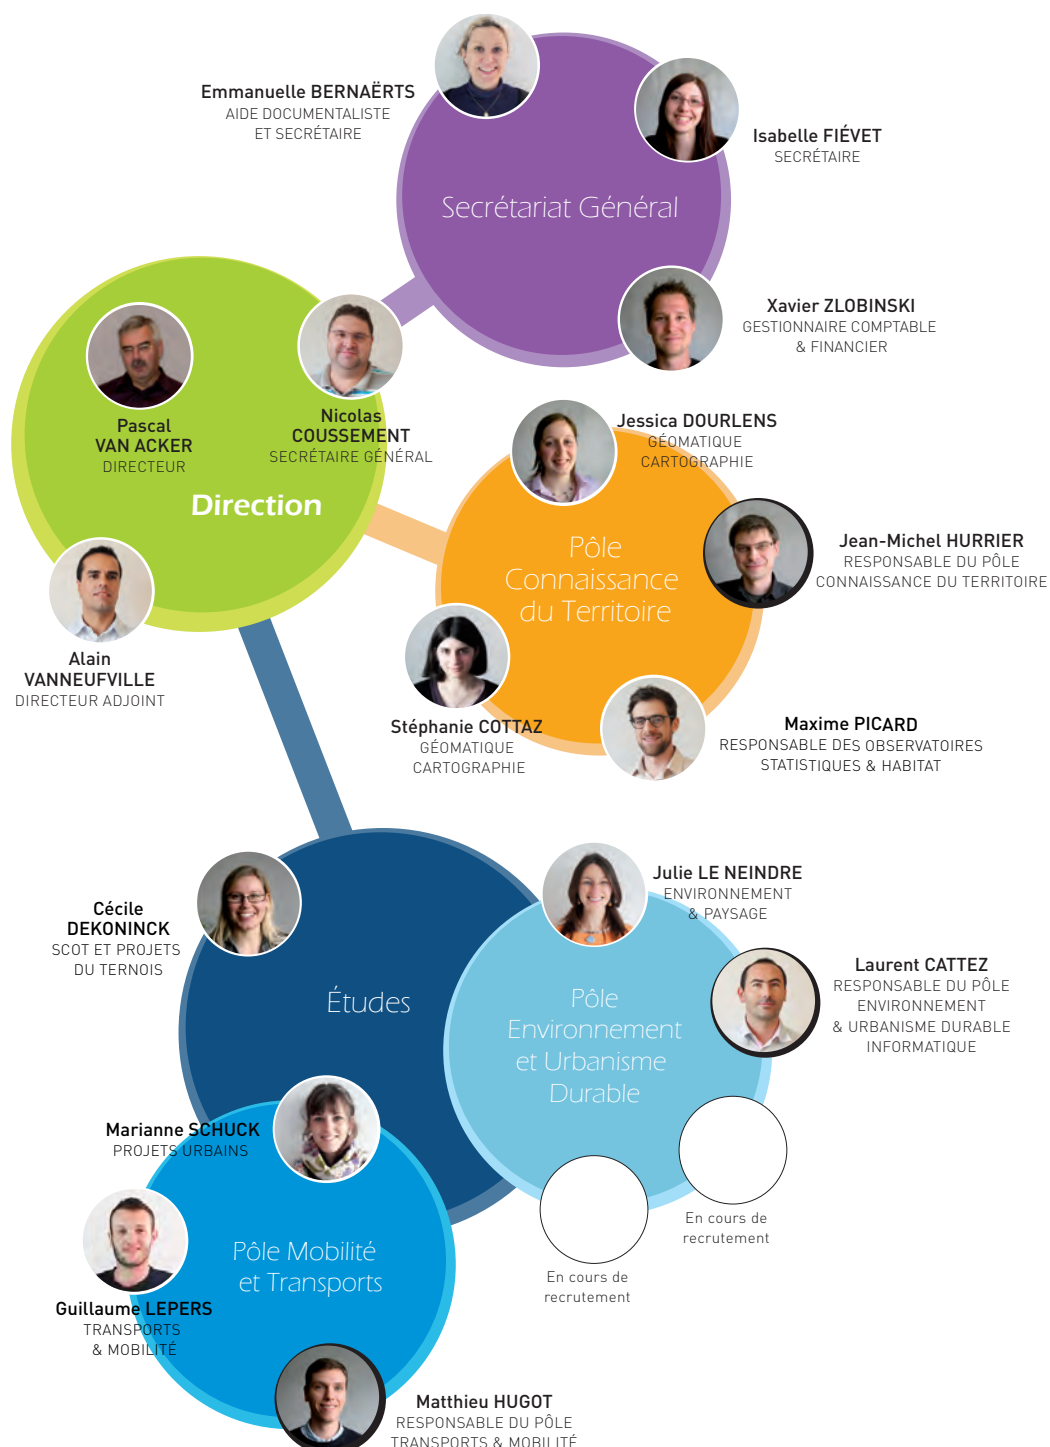 Emmanuelle BERNAËRTS
AIDE DOCUMENTALISTE
ET SECRÉTAIRE
Isabelle FIÉVET
SECRÉTAIRE
Secrétariat Général
Xavier ZLOBINSKI
GESTIONNAIRE COMPTABLE
& FINANCIER
Pascal
VAN ACKER
DIRECTEUR
Nicolas
COUSSEMENT
SECRÉTAIRE GÉNÉRAL
Direction
Alain
VANNEUFVILLE
DIRECTEUR ADJOINT
Jessica DOURLENS
GÉOMATIQUE
CARTOGRAPHIE
Pôle
Connaissance
du Territoire
Jean-Michel HURRIER
RESPONSABLE DU PÔLE
CONNAISSANCE DU TERRITOIRE
Stéphanie COTTAZ
GÉOMATIQUE
CARTOGRAPHIE
Maxime PICARD
RESPONSABLE DES OBSERVATOIRES
STATISTIQUES & HABITAT
Cécile
DEKONINCK
SCOT ET PROJETS
DU TERNOIS
Études
Julie LE NEINDRE
ENVIRONNEMENT
& PAYSAGE
Laurent CATTEZ
RESPONSABLE DU PÔLE
ENVIRONNEMENT
& URBANISME DURABLE
INFORMATIQUE
Pôle
Environnement
et Urbanisme
Durable
En cours de
recrutement
En cours de
recrutement
Marianne SCHUCK
PROJETS URBAINS
Pôle Mobilité
et Transports
Guillaume LEPERS
TRANSPORTS
& MOBILITÉ
Matthieu HUGOT
RESPONSABLE DU PÔLE
TRANSPORTS & MOBILITÉ